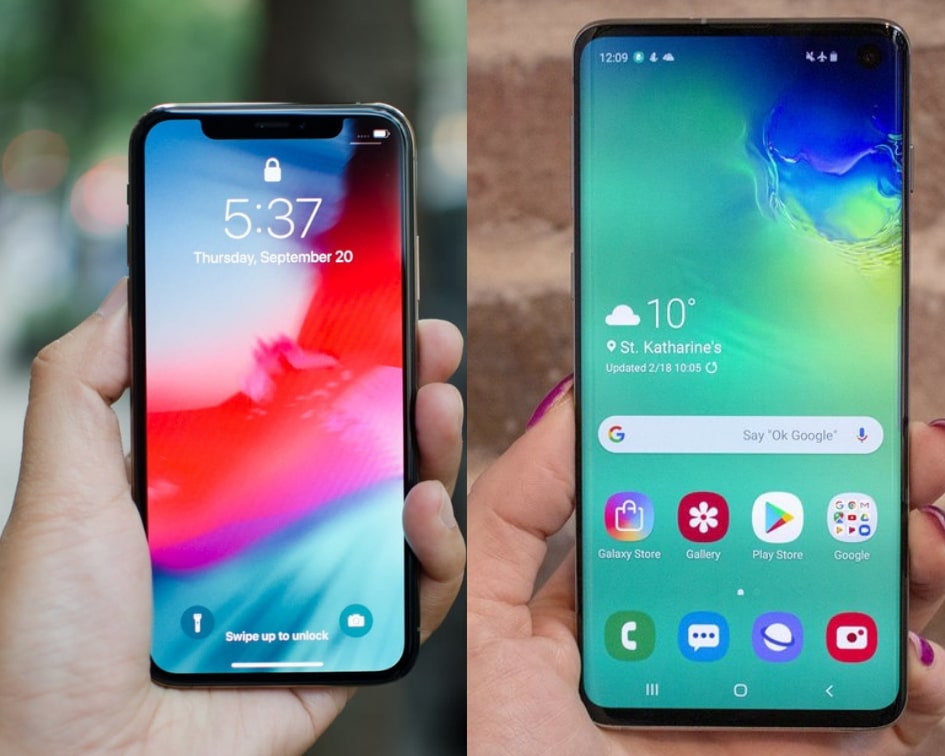 5:37
Thursday, September 20
Swipe up to unlock
12:09
10°
St. Katharine's
Updated 2/18 10:05
G Say "Ok Google"
Galaxy Store Gallery Play Store Google